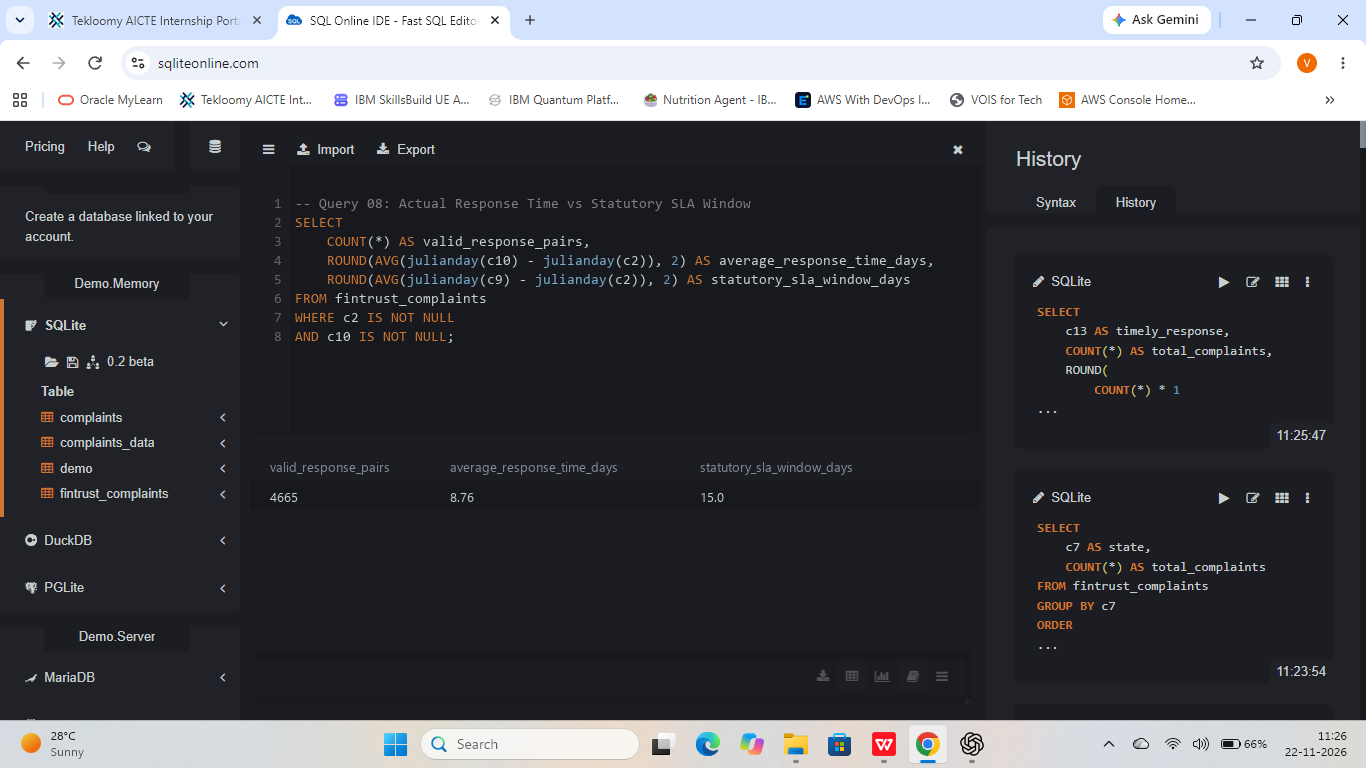 Tekloomy AICTE Internship Porta
SQL Online IDE - Fast SQL Editor
Ask Gemini
sqliteonline.com
V
Oracle MyLearn
Tekloomy AICTE Int...
IBM SkillsBuild UE A...
IBM Quantum Platf...
Nutrition Agent - IB...
AWS With DevOps I...
VOIS for Tech
AWS Console Home...
Pricing
Help
Create a database linked to your
account.
Demo.Memory
SQLite
0.2 beta
Table
complaints
complaints_data
demo
fintrust_complaints
DuckDB
PGLite
Demo.Server
MariaDB
Import
Export
1 -- Query 08: Actual Response Time vs Statutory SLA Window
2 SELECT
3 COUNT(*) AS valid_response_pairs,
4 ROUND(AVG(julianday(c10) - julianday(c2)), 2) AS average_response_time_days,
5 ROUND(AVG(julianday(c9) - julianday(c2)), 2) AS statutory_sla_window_days
6 FROM fintrust_complaints
7 WHERE c2 IS NOT NULL
8 AND c10 IS NOT NULL;
valid_response_pairs average_response_time_days statutory_sla_window_days
4665 8.76 15.0
History
Syntax
History
SQLite
SELECT
c13 AS timely_response,
COUNT(*) AS total_complaints,
ROUND(
COUNT(*) * 1
...
11:25:47
SQLite
SELECT
c7 AS state,
COUNT(*) AS total_complaints
FROM fintrust_complaints
GROUP BY c7
ORDER
...
11:23:54
28°C
Sunny
Search
66%
11:26
22-11-2026